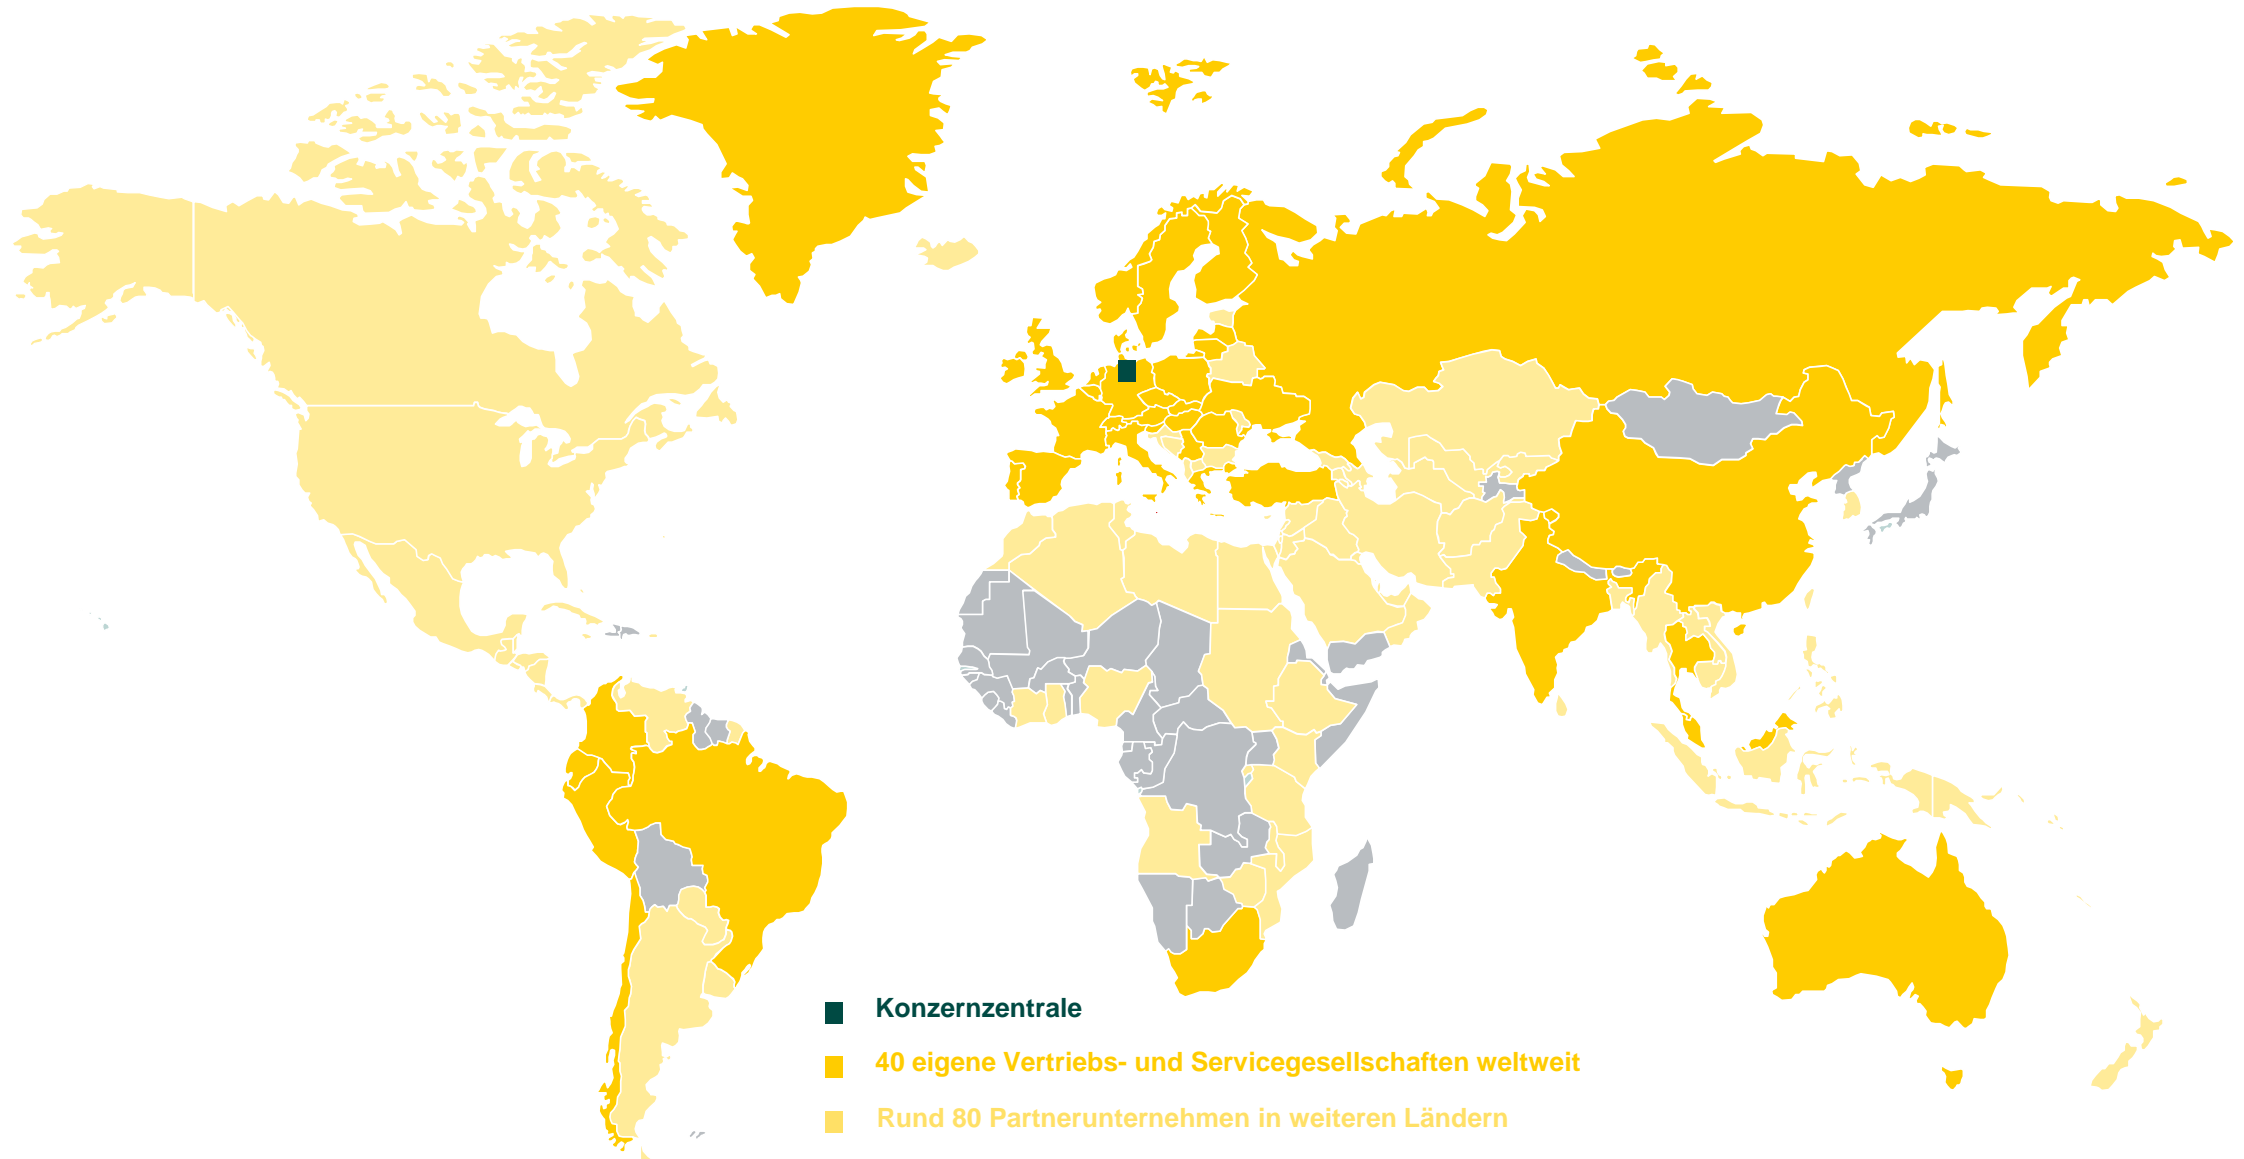 Konzernzentrale
40 eigene Vertriebs- und Servicegesellschaften weltweit
Rund 80 Partnerunternehmen in weiteren Ländern